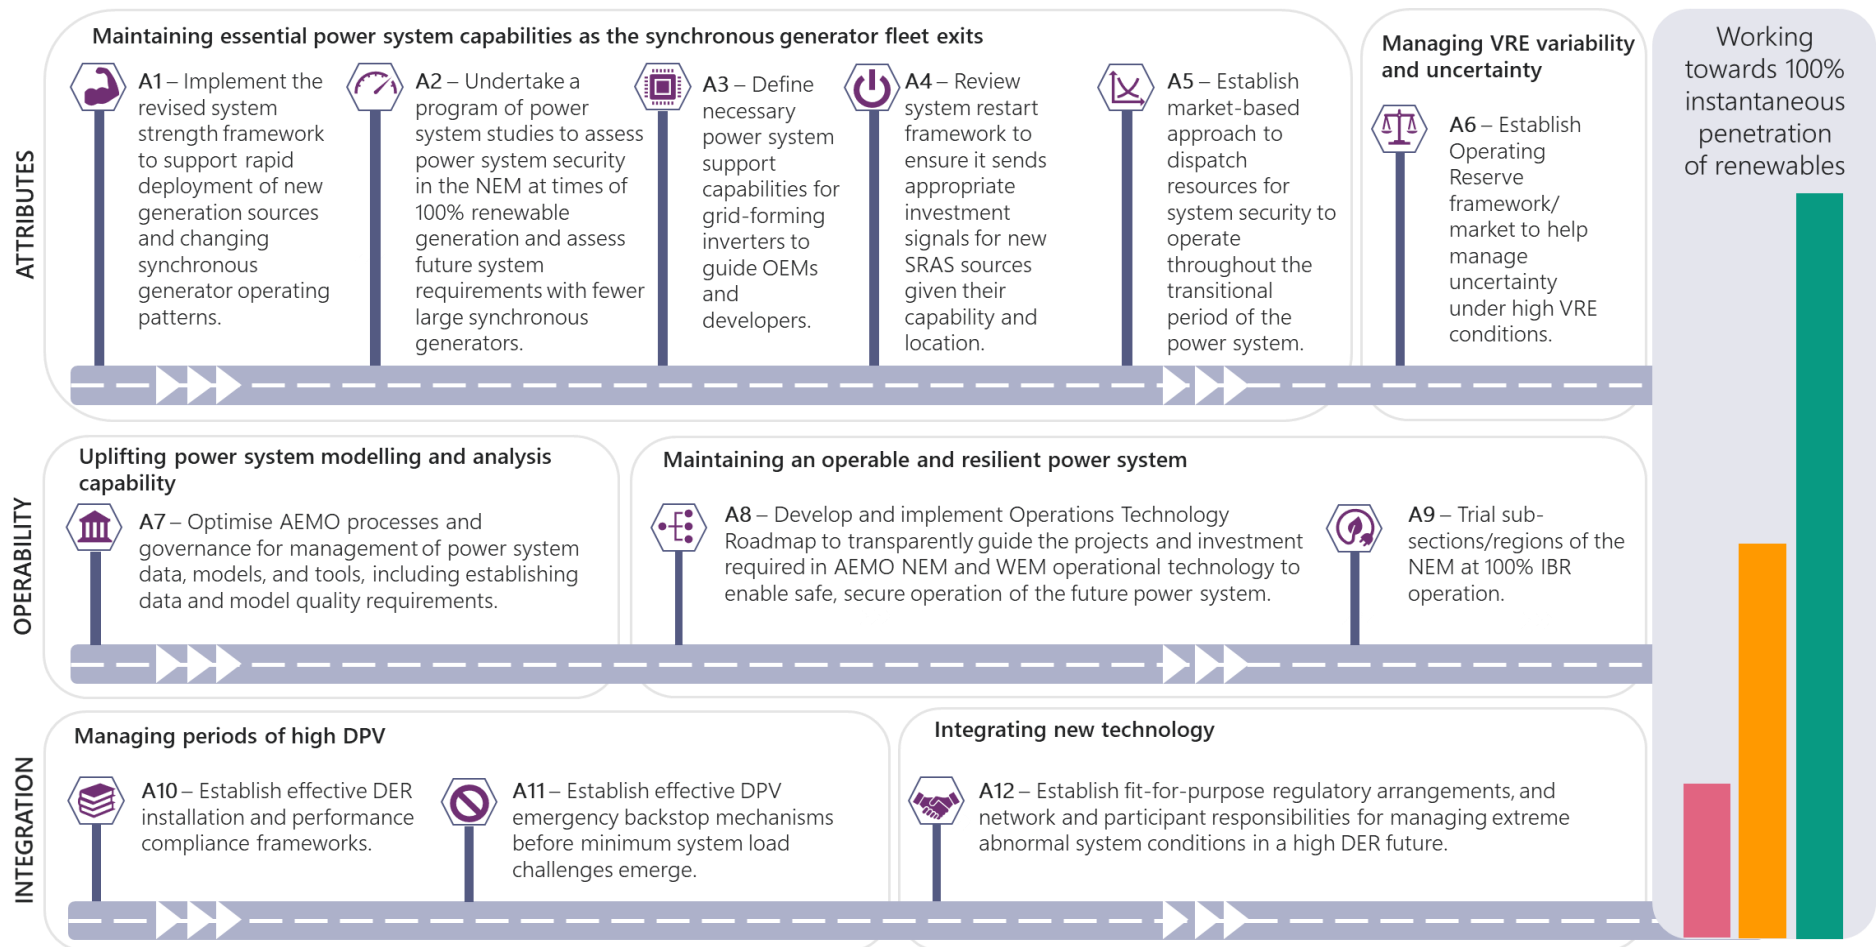 Maintaining essential power system capabilities as the synchronous generator fleet exits
A1 – Implement the
revised system
strength framework
to support rapid
deployment of new
generation sources
and changing
synchronous
generator operating
patterns.
A2 – Undertake a
program of power
system studies to assess
power system security
in the NEM at times of
100% renewable
generation and assess
future system
requirements with fewer
large synchronous
generators.
A3 – Define
necessary
power system
support
capabilities for
grid-forming
inverters to
guide OEMs
and
developers.
A4 – Review
system restart
framework to
ensure it sends
appropriate
investment
signals for new
SRAS sources
given their
capability and
location.
A5 – Establish
market-based
approach to
dispatch
resources for
system security to
operate
throughout the
transitional
period of the
power system.
Managing VRE variability
and uncertainty
A6 – Establish
Operating
Reserve
framework/
market to help
manage
uncertainty
under high VRE
conditions.
ATTRIBUTES
Working
towards 100%
instantaneous
penetration
of renewables
Uplifting power system modelling and analysis
capability
A7 – Optimise AEMO processes and
governance for management of power system
data, models, and tools, including establishing
data and model quality requirements.
Maintaining an operable and resilient power system
A8 – Develop and implement Operations Technology
Roadmap to transparently guide the projects and investment
required in AEMO NEM and WEM operational technology to
enable safe, secure operation of the future power system.
A9 – Trial sub-
sections/regions of the
NEM at 100% IBR
operation.
OPERABILITY
Managing periods of high DPV
A10 – Establish effective DER
installation and performance
compliance frameworks.
A11 – Establish effective DPV
emergency backstop mechanisms
before minimum system load
challenges emerge.
Integrating new technology
A12 – Establish fit-for-purpose regulatory arrangements, and
network and participant responsibilities for managing extreme
abnormal system conditions in a high DER future.
INTEGRATION